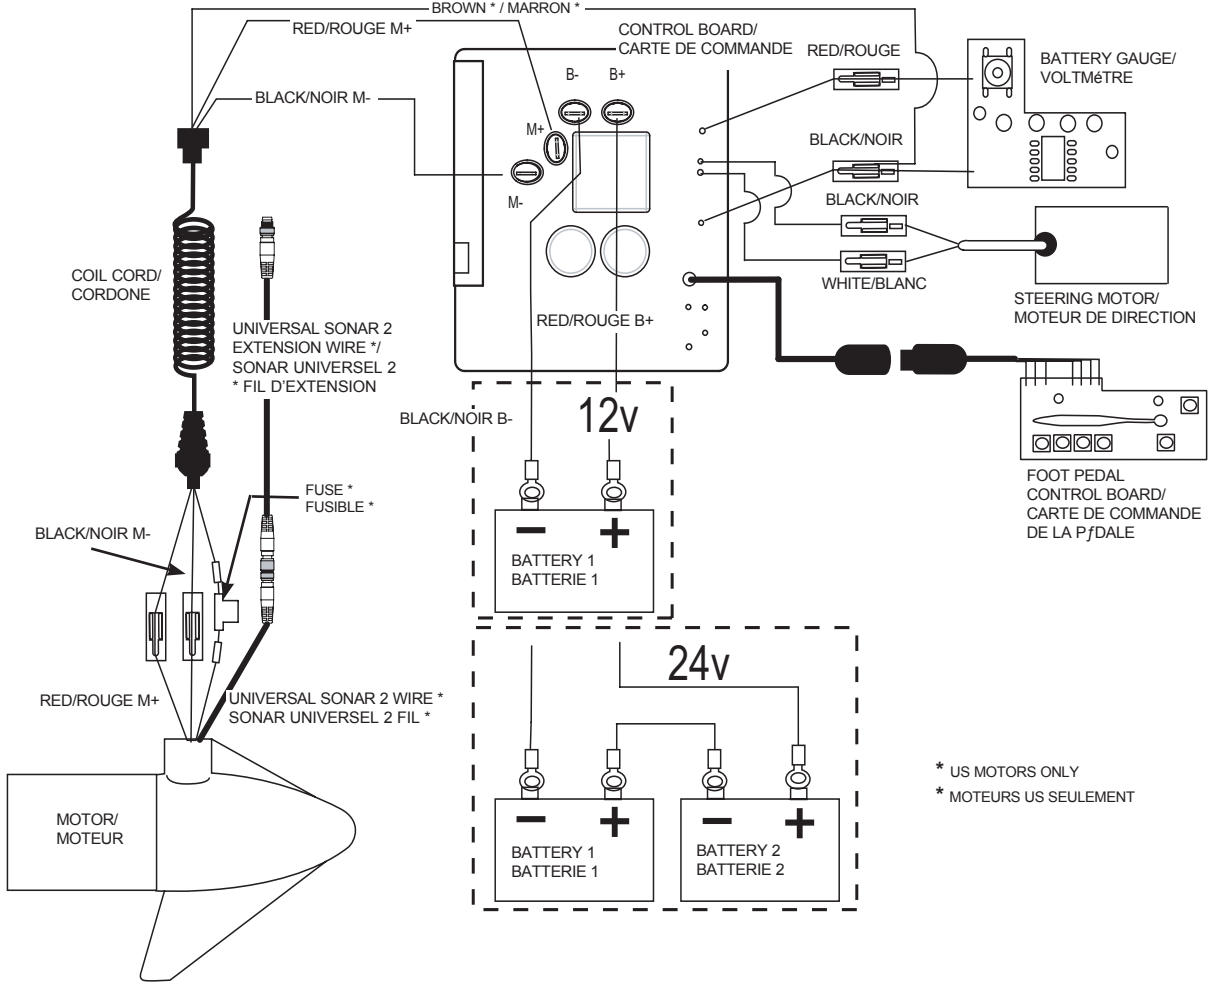 BROWN * / MARRON *
RED/ROUGE M+
CONTROL BOARD/
CARTE DE COMMANDE
RED/ROUGE
BATTERY GAUGE/
VOLTMéTRE
B-
B+
BLACK/NOIR M-
M+
BLACK/NOIR
M-
BLACK/NOIR
COIL CORD/
CORDONE
WHITE/BLANC
STEERING MOTOR/
MOTEUR DE DIRECTION
UNIVERSAL SONAR 2
EXTENSION WIRE */
SONAR UNIVERSEL 2
* FIL D'EXTENSION
RED/ROUGE B+
BLACK/NOIR B-
12v
FOOT PEDAL
CONTROL BOARD/
CARTE DE COMMANDE
DE LA PƒDALE
FUSE *
FUSIBLE *
BLACK/NOIR M-
− +
BATTERY 1
BATTERIE 1
24v
RED/ROUGE M+
UNIVERSAL SONAR 2 WIRE *
SONAR UNIVERSEL 2 FIL *
* US MOTORS ONLY
* MOTEURS US SEULEMENT
MOTOR/
MOTEUR
− +
BATTERY 1
BATTERIE 1
− +
BATTERY 2
BATTERIE 2